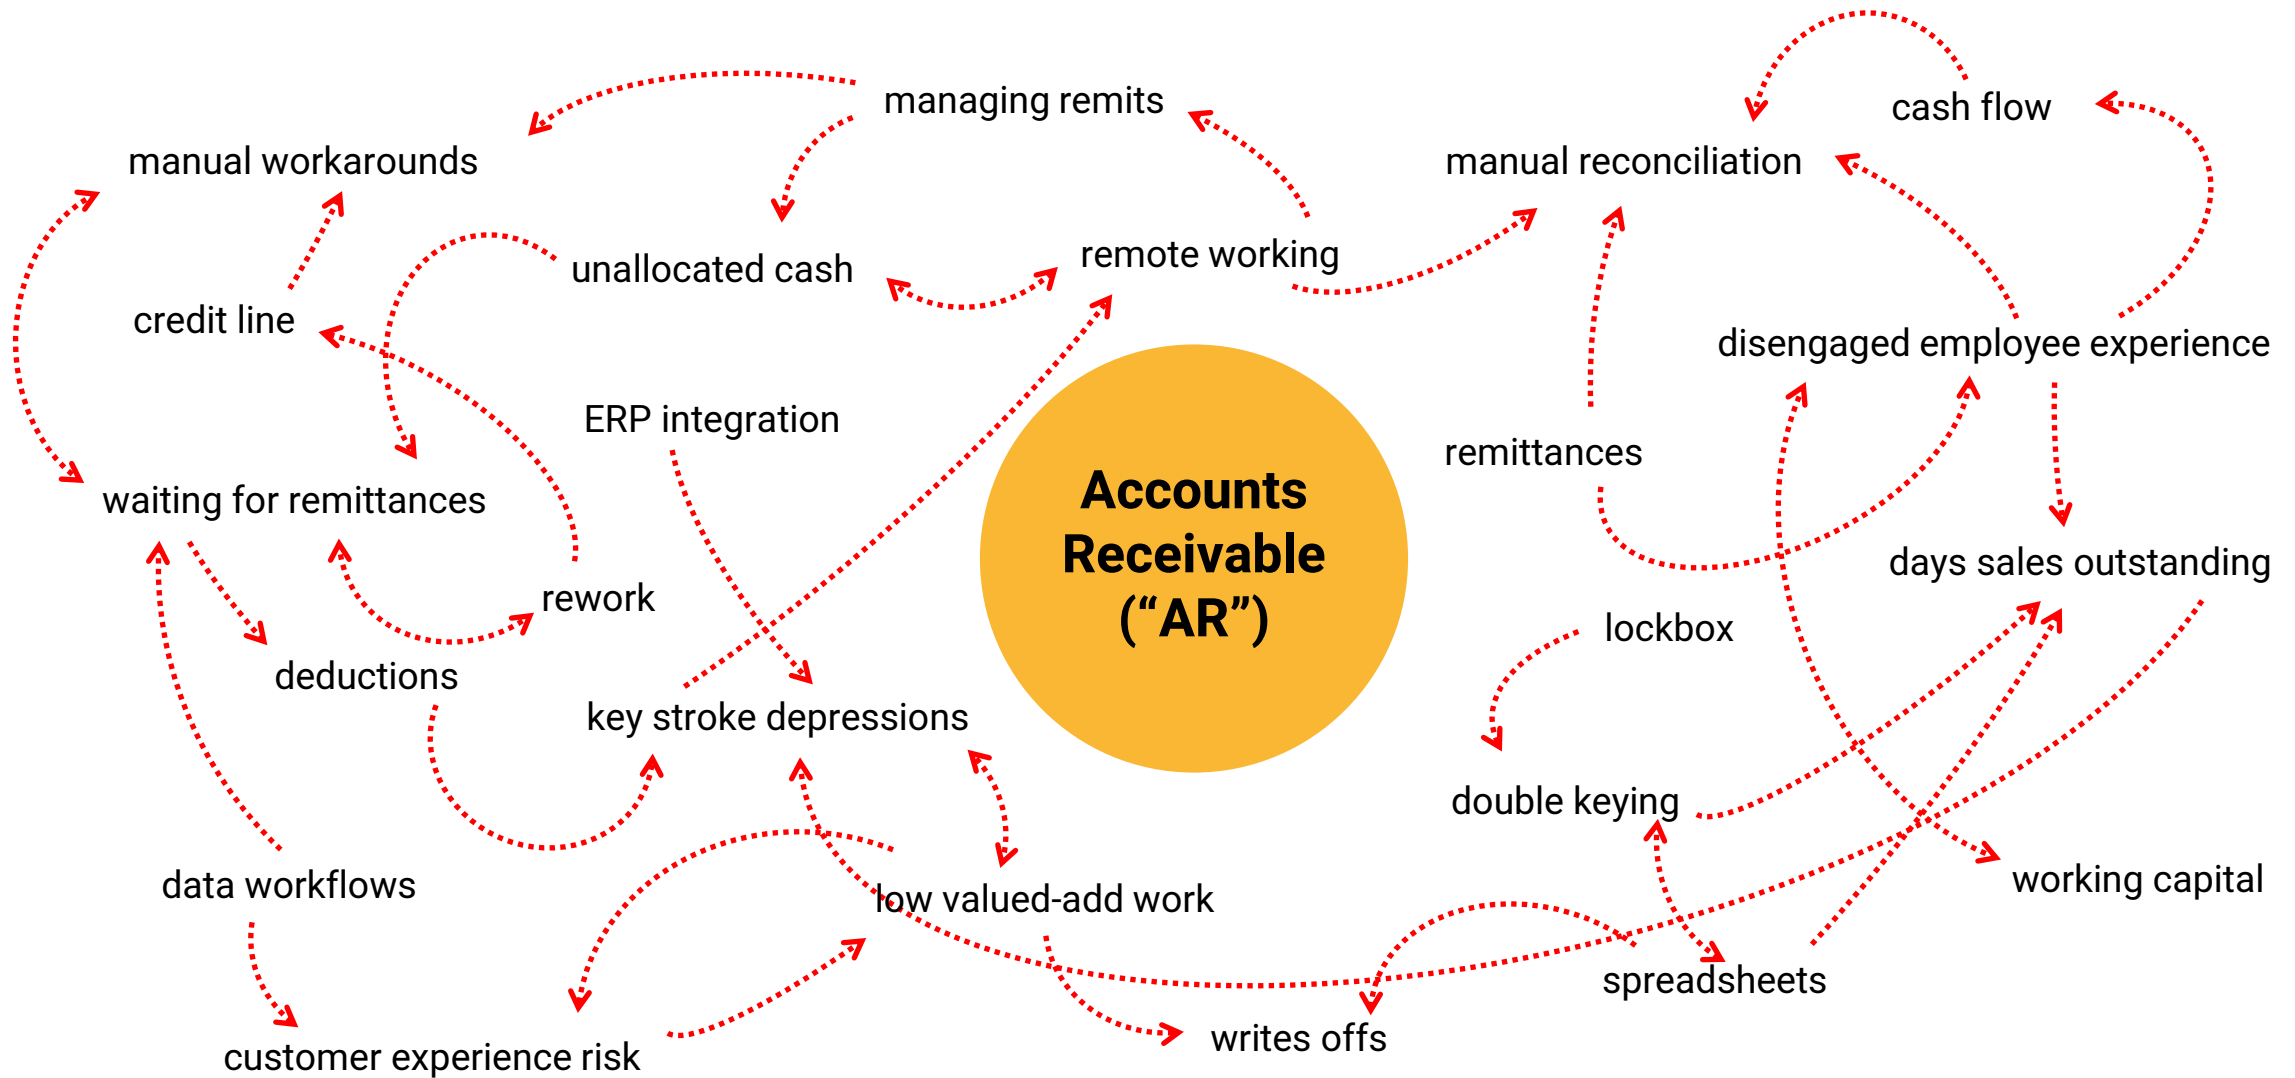 managing remits
cash flow
manual workarounds
manual reconciliation
unallocated cash
remote working
credit line
disengaged employee experience
ERP integration
remittances
waiting for remittances
Accounts
Receivable
(“AR”)
days sales outstanding
rework
lockbox
deductions
key stroke depressions
double keying
data workflows
low valued-add work
working capital
spreadsheets
writes offs
customer experience risk